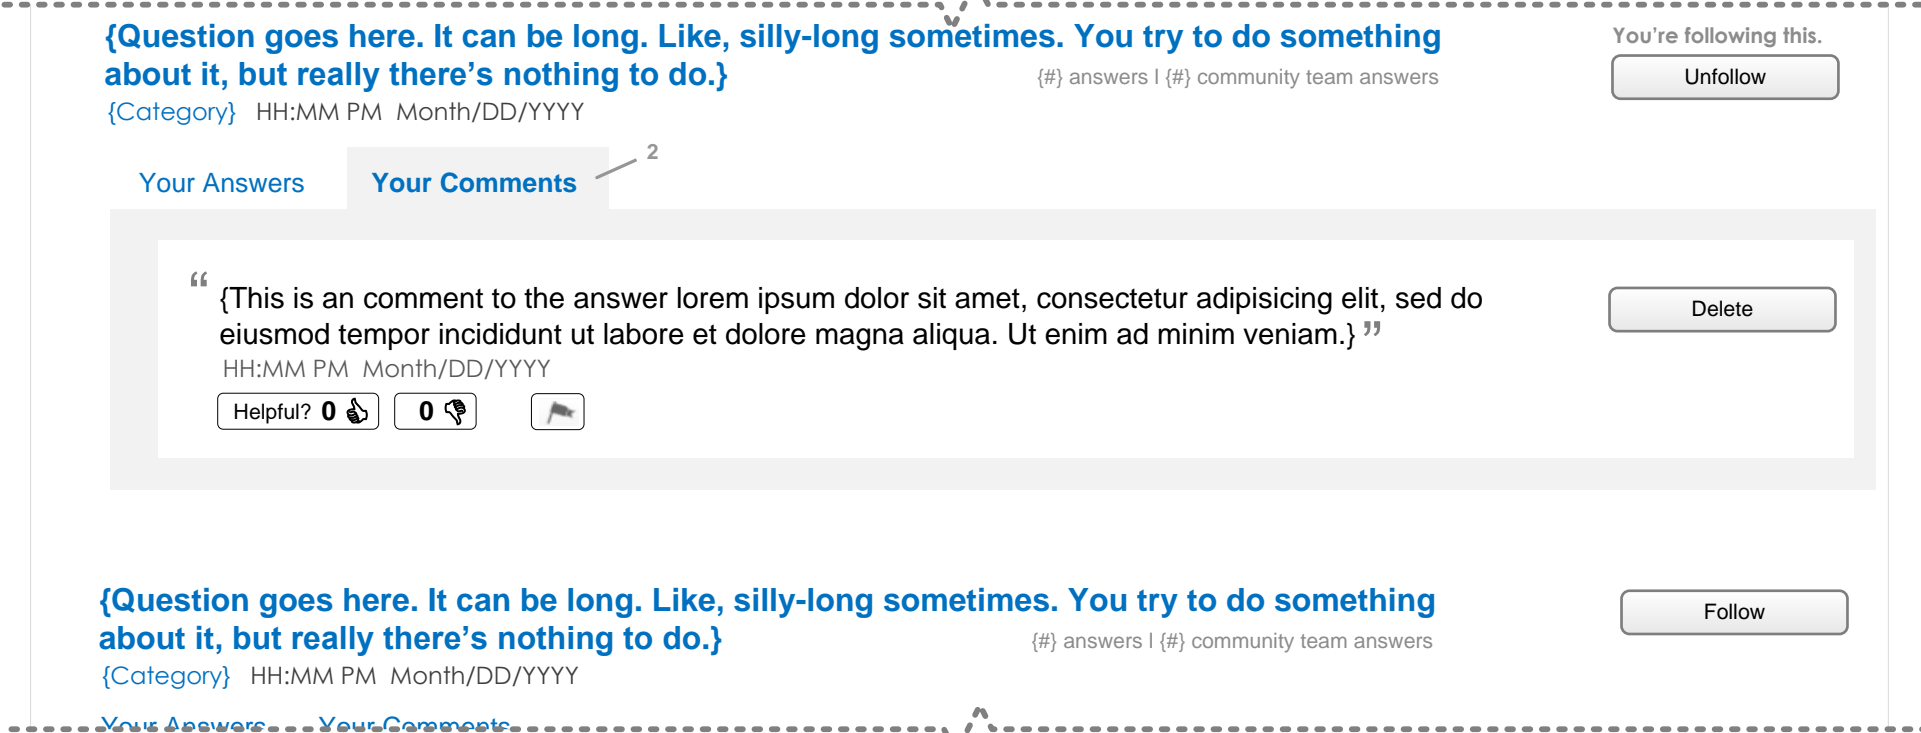 {Question goes here. It can be long. Like, silly-long sometimes. You try to do something
about it, but really there’s nothing to do.}
{#} answers I {#} community team answers
You’re following this.
Unfollow
{Category} HH:MM PM Month/DD/YYYY
2
Your Answers Your Comments
“ {This is an comment to the answer lorem ipsum dolor sit amet, consectetur adipisicing elit, sed do
eiusmod tempor incididunt ut labore et dolore magna aliqua. Ut enim ad minim veniam.} ”
Delete
HH:MM PM Month/DD/YYYY
Helpful? 0 0
{Question goes here. It can be long. Like, silly-long sometimes. You try to do something
about it, but really there’s nothing to do.}
{#} answers I {#} community team answers
Follow
{Category} HH:MM PM Month/DD/YYYY
Your Answers Your Comments